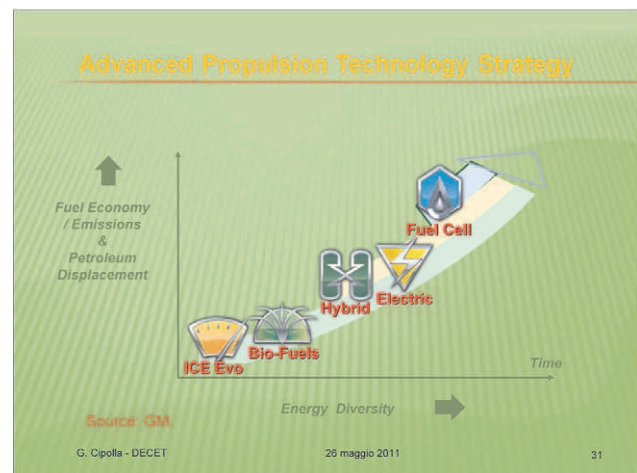 Advanced Propulsion Technology Strategy
Fuel Economy
/ Emissions
&
Petroleum
Displacement
Fuel Cell
Hybrid
Electric
Bio-Fuels
ICE Evo
Time
Energy Diversity
Source: GM.
G. Cipolla - DECET
26 maggio 2011
31